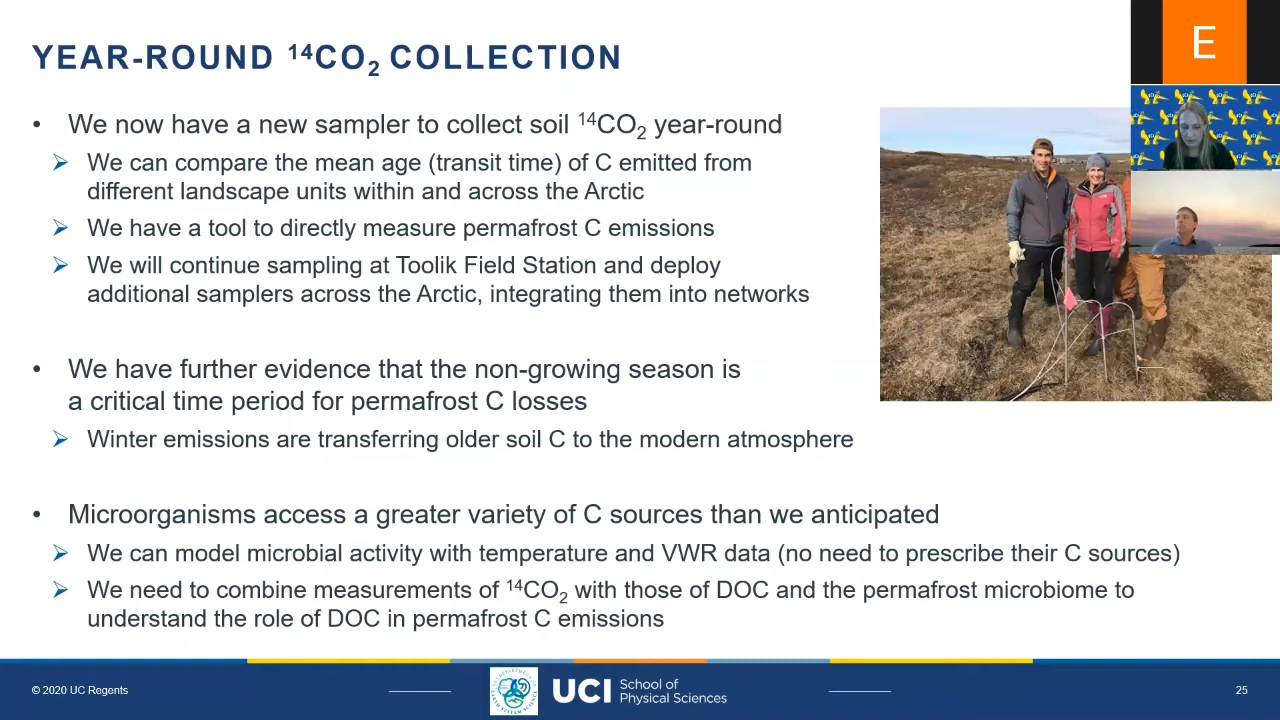 YEAR-ROUND ¹⁴CO₂ COLLECTION
• We now have a new sampler to collect soil ¹⁴CO₂ year-round
➢ We can compare the mean age (transit time) of C emitted from
different landscape units within and across the Arctic
➢ We have a tool to directly measure permafrost C emissions
➢ We will continue sampling at Toolik Field Station and deploy
additional samplers across the Arctic, integrating them into networks
• We have further evidence that the non-growing season is
a critical time period for permafrost C losses
➢ Winter emissions are transferring older soil C to the modern atmosphere
• Microorganisms access a greater variety of C sources than we anticipated
➢ We can model microbial activity with temperature and VWR data (no need to prescribe their C sources)
➢ We need to combine measurements of ¹⁴CO₂ with those of DOC and the permafrost microbiome to
understand the role of DOC in permafrost C emissions
E
© 2020 UC Regents
UCI School of
Physical Sciences
25